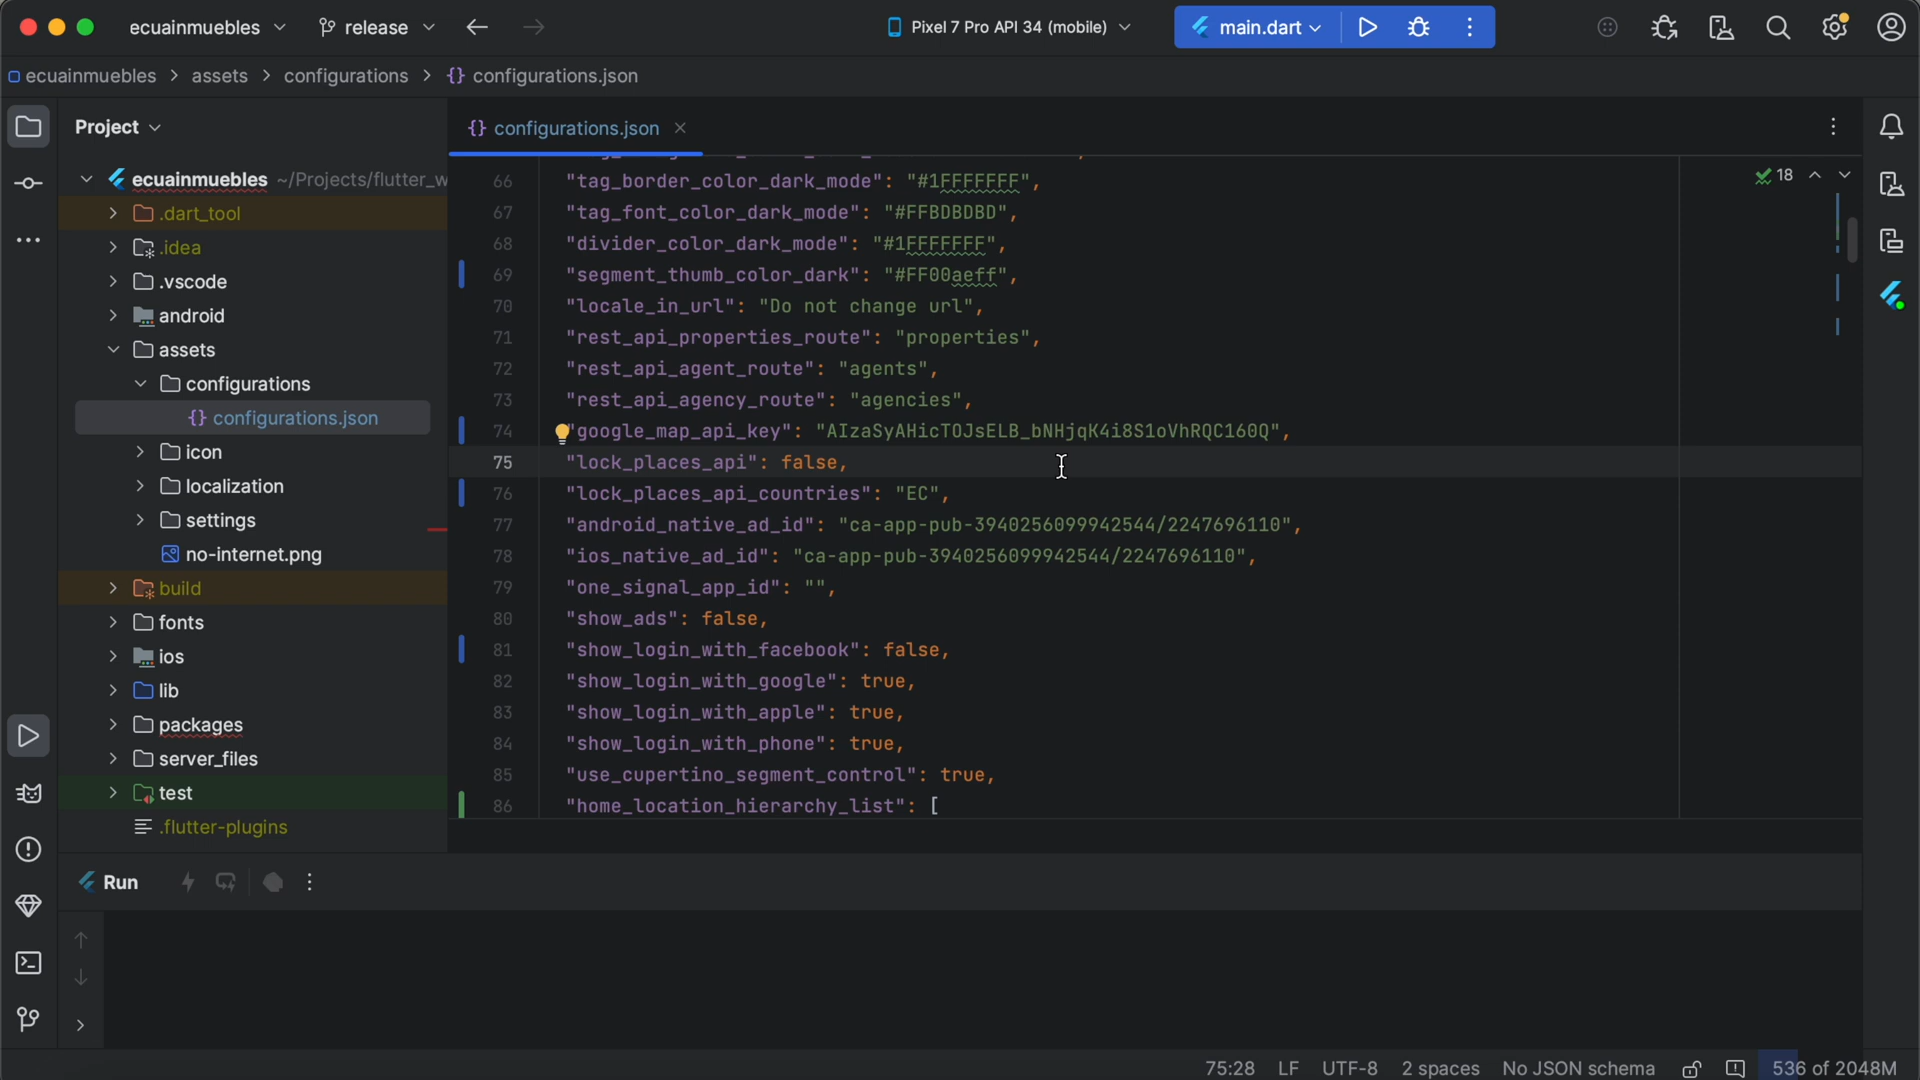 ecuainmuebles release Pixel 7 Pro API 34 (mobile) main.dart
ecuainmuebles > assets > configurations > {} configurations.json
Project
{} configurations.json
ecuainmuebles ~/Projects/flutter_w
.dart_tool
.idea
.vscode
android
assets
configurations
{} configurations.json
icon
localization
settings
no-internet.png
build
fonts
ios
lib
packages
server_files
test
.flutter-plugins
66 "tag_border_color_dark_mode": "#1FFFFFFF",
67 "tag_font_color_dark_mode": "#FFBDBDBD",
68 "divider_color_dark_mode": "#1FFFFFFF",
69 "segment_thumb_color_dark": "#FF00aeff",
70 "locale_in_url": "Do not change url",
71 "rest_api_properties_route": "properties",
72 "rest_api_agent_route": "agents",
73 "rest_api_agency_route": "agencies",
74 "google_map_api_key": "AIzaSyAHicTOJsELB_bNHjqK4i8S1oVhRQC160Q",
75 "lock_places_api": false,
76 "lock_places_api_countries": "EC",
77 "android_native_ad_id": "ca-app-pub-3940256099942544/2247696110",
78 "ios_native_ad_id": "ca-app-pub-3940256099942544/2247696110",
79 "one_signal_app_id": "",
80 "show_ads": false,
81 "show_login_with_facebook": false,
82 "show_login_with_google": true,
83 "show_login_with_apple": true,
84 "show_login_with_phone": true,
85 "use_cupertino_segment_control": true,
86 "home_location_hierarchy_list": [
18
Run
75:28 LF UTF-8 2 spaces No JSON schema 536 of 2048M